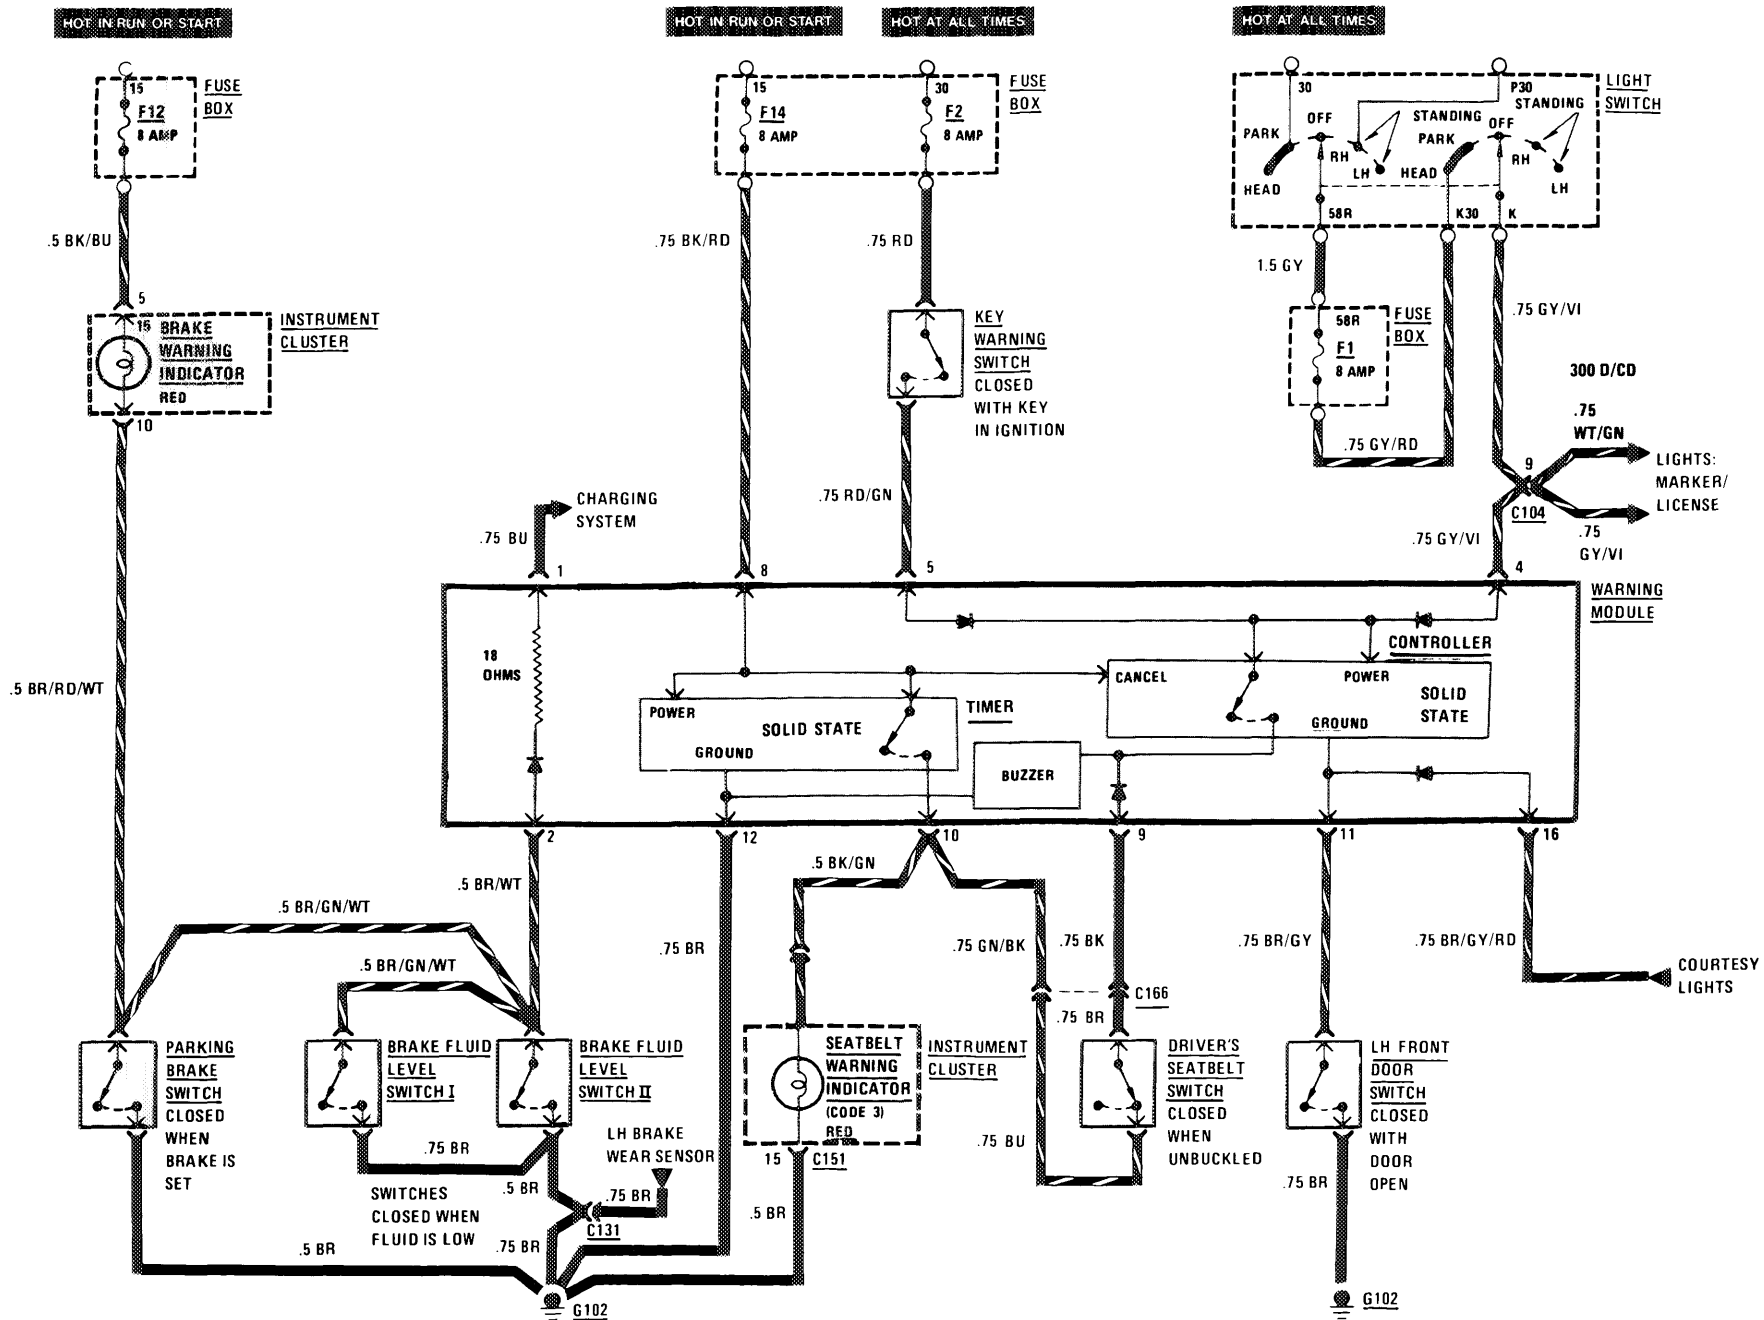 HOT IN RUN OR START
HOT IN RUN OR START
HOT AT ALL TIMES
HOT AT ALL TIMES
15
F12
8 AMP
FUSE
BOX
15
F14
8 AMP
30
F2
8 AMP
FUSE
BOX
30
P30
LIGHT
SWITCH
STANDING
STANDING
OFF
OFF
PARK
PARK
RH
RH
LH
LH
HEAD
HEAD
58R
K30
K
.5 BK/BU
.75 BK/RD
.75 RD
1.5 GY
.75 GY/VI
5
15
BRAKE
WARNING
INDICATOR
RED
INSTRUMENT
CLUSTER
10
KEY
WARNING
SWITCH
CLOSED
WITH KEY
IN IGNITION
58R
F1
8 AMP
FUSE
BOX
300 D/CD
.75
WT/GN
.75 GY/RD
9
LIGHTS:
MARKER/
LICENSE
C104
.75
GY/VI
.75 RD/GN
CHARGING
SYSTEM
.75 BU
.75 GY/VI
1
8
5
4
WARNING
MODULE
18
OHMS
CONTROLLER
CANCEL
POWER
SOLID
STATE
GROUND
POWER
SOLID STATE
TIMER
GROUND
BUZZER
.5 BR/RD/WT
2
12
10
9
11
16
.5 BK/GN
.5 BR/WT
.5 BR/GN/WT
.5 BR/GN/WT
.75 BR
.75 GN/BK
.75 BK
.75 BR/GY
.75 BR/GY/RD
COURTESY
LIGHTS
C166
.75 BR
PARKING
BRAKE
SWITCH
CLOSED
WHEN
BRAKE IS
SET
BRAKE FLUID
LEVEL
SWITCH I
BRAKE FLUID
LEVEL
SWITCH II
SEATBELT
WARNING
INDICATOR
(CODE 3)
RED
INSTRUMENT
CLUSTER
DRIVER'S
SEATBELT
SWITCH
CLOSED
WHEN
UNBUCKLED
LH FRONT
DOOR
SWITCH
CLOSED
WITH
DOOR
OPEN
LH BRAKE
WEAR SENSOR
.75 BR
15
C151
.75 BU
SWITCHES
CLOSED WHEN
FLUID IS LOW
.5 BR
.75 BR
C131
.75 BR
.5 BR
.75 BR
.5 BR
G102
G102